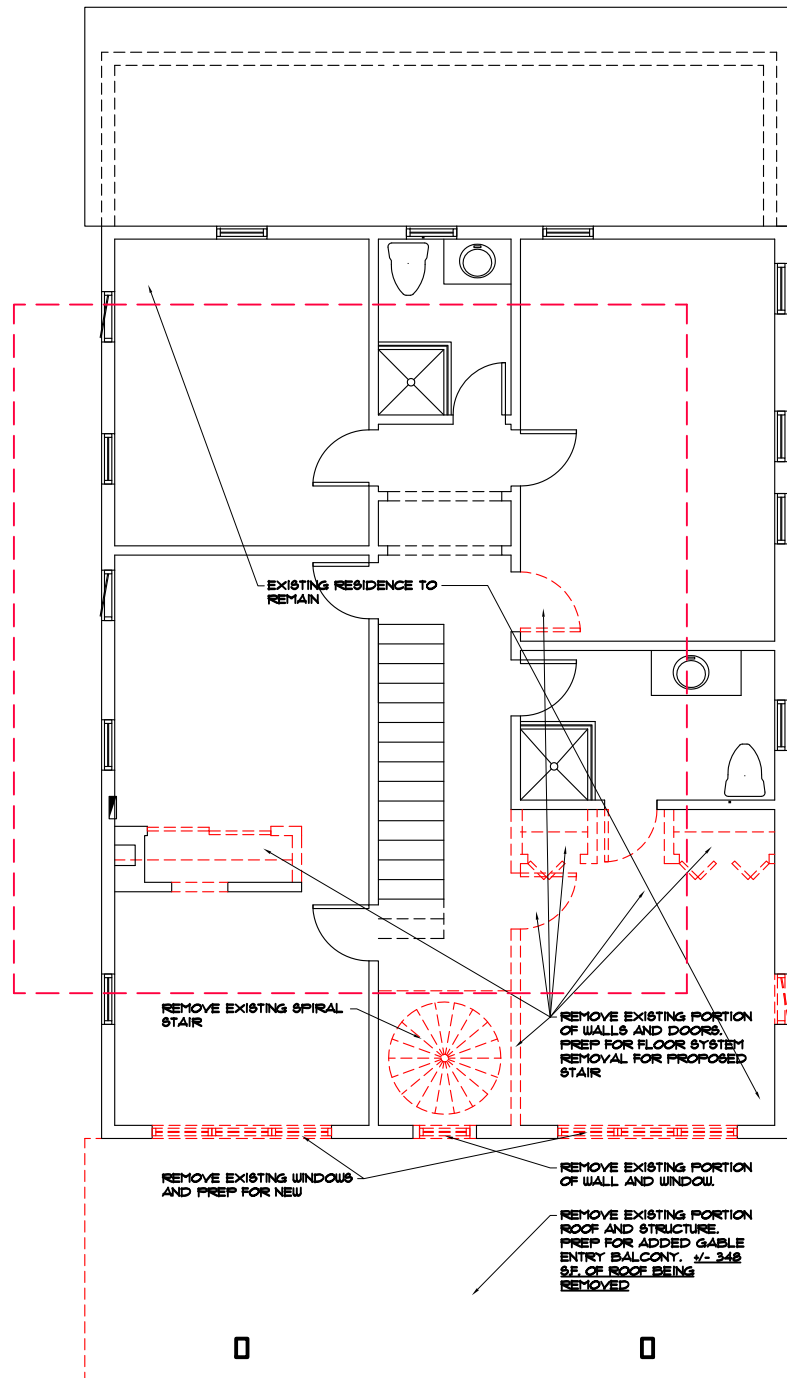 EXISTING RESIDENCE TO
REMAIN
REMOVE EXISTING SPIRAL
STAIR
REMOVE EXISTING PORTION
OF WALLS AND DOORS.
PREP FOR FLOOR SYSTEM
REMOVAL FOR PROPOSED
STAIR
REMOVE EXISTING WINDOWS
AND PREP FOR NEW
REMOVE EXISTING PORTION
OF WALL AND WINDOW.
REMOVE EXISTING PORTION
ROOF AND STRUCTURE.
PREP FOR ADDED GABLE
ENTRY BALCONY. +/- 348
S.F. OF ROOF BEING
REMOVED